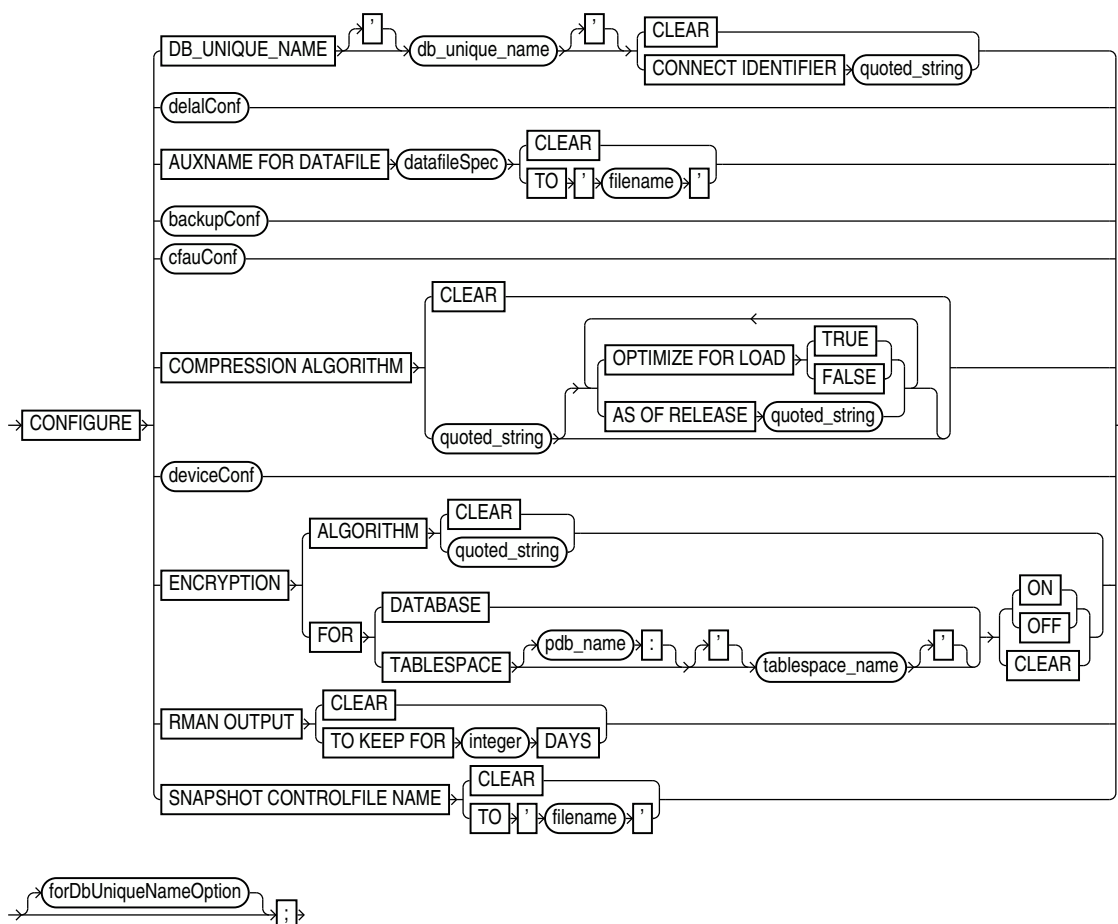 DB_UNIQUE_NAME ' db_unique_name ' CLEAR
CONNECT IDENTIFIER quoted_string
delalConf
AUXNAME FOR DATAFILE datafileSpec CLEAR
TO ' filename '
backupConf
cfauConf
CLEAR
COMPRESSION ALGORITHM OPTIMIZE FOR LOAD TRUE
FALSE
AS OF RELEASE quoted_string
quoted_string
CONFIGURE
deviceConf
ALGORITHM CLEAR
quoted_string
ENCRYPTION
FOR DATABASE ON
OFF
TABLESPACE pdb_name : ' tablespace_name ' CLEAR
RMAN OUTPUT CLEAR
TO KEEP FOR integer DAYS
SNAPSHOT CONTROLFILE NAME CLEAR
TO ' filename '
forDbUniqueNameOption
;